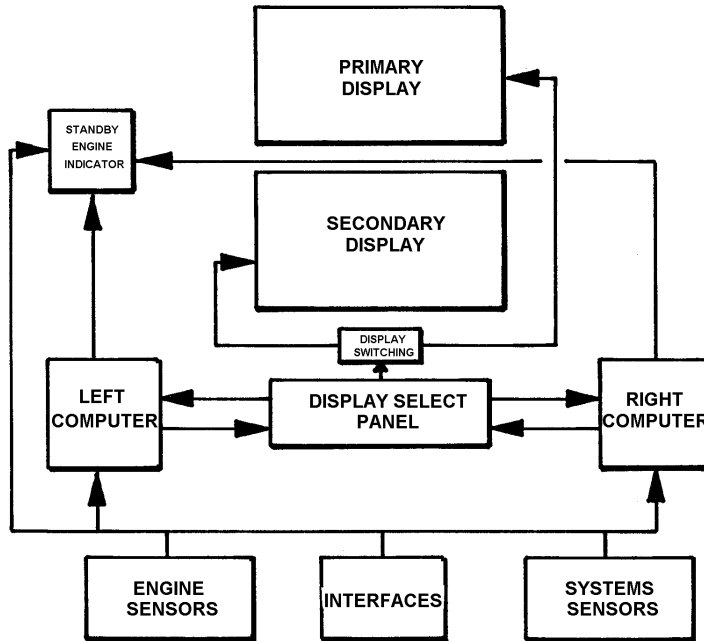 PRIMARY
DISPLAY
STANDBY
ENGINE
INDICATOR
SECONDARY
DISPLAY
DISPLAY
SWITCHING
LEFT
COMPUTER
DISPLAY SELECT
PANEL
RIGHT
COMPUTER
ENGINE
SENSORS
INTERFACES
SYSTEMS
SENSORS